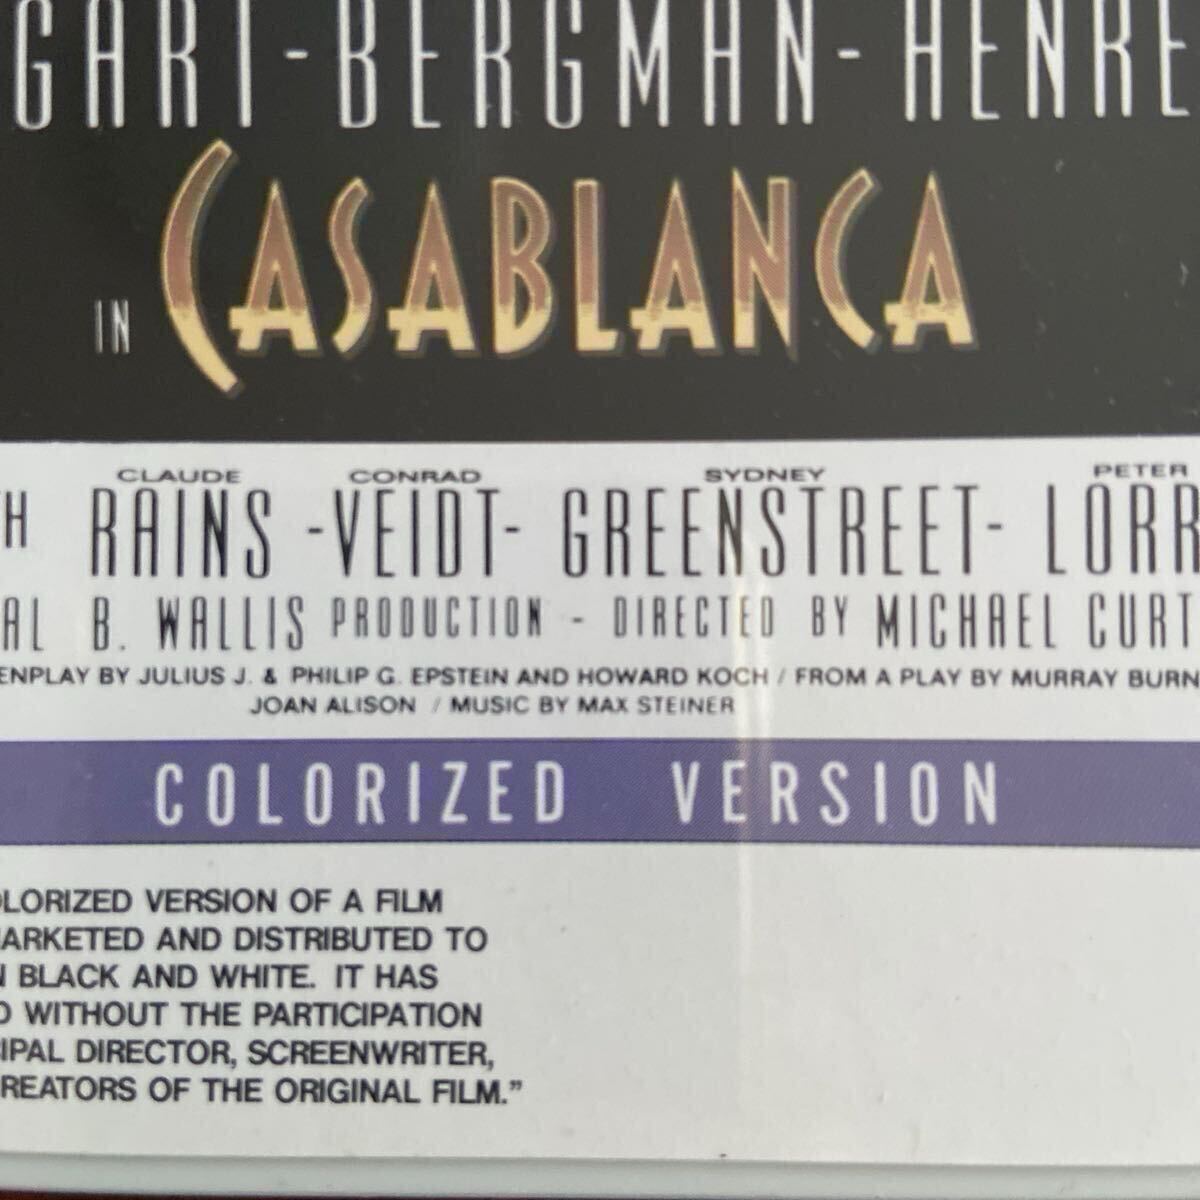 GART - BERGMAN - HENRE
IN CASABLANCA
CLAUDE CONRAD SYDNEY PETER
H RAINS - VEIDT - GREENSTREET - LORR
AL B. WALLIS PRODUCTION - DIRECTED BY MICHAEL CURT
ENPLAY BY JULIUS J. & PHILIP G. EPSTEIN AND HOWARD KOCH / FROM A PLAY BY MURRAY BURN
JOAN ALISON / MUSIC BY MAX STEINER
COLORIZED VERSION
OLORIZED VERSION OF A FILM
MARKETED AND DISTRIBUTED TO
N BLACK AND WHITE. IT HAS
D WITHOUT THE PARTICIPATION
CIPAL DIRECTOR, SCREENWRITER,
REATORS OF THE ORIGINAL FILM."